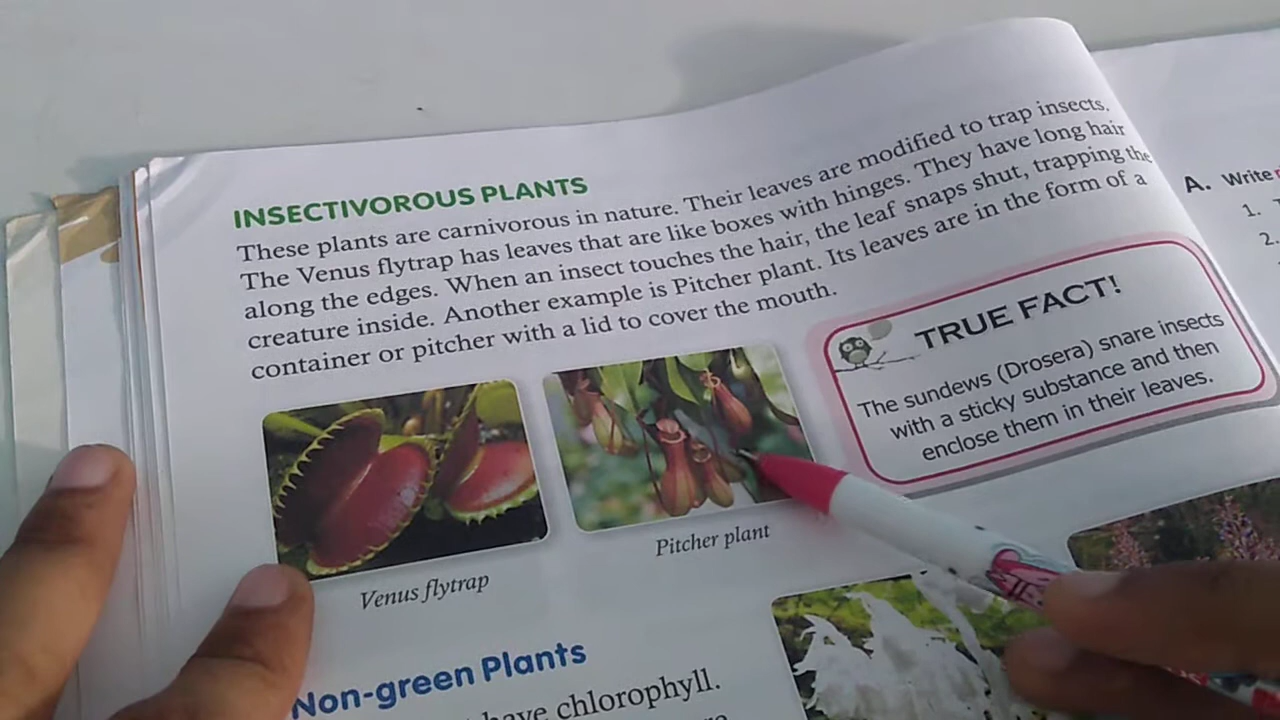 INSECTIVOROUS PLANTS
These plants are carnivorous in nature. Their leaves are modified to trap insects.
The Venus flytrap has leaves that are like boxes with hinges. They have long hair
along the edges. When an insect touches the hair, the leaf snaps shut, trapping the
creature inside. Another example is Pitcher plant. Its leaves are in the form of a
container or pitcher with a lid to cover the mouth.
TRUE FACT!
The sundews (Drosera) snare insects
with a sticky substance and then
enclose them in their leaves.
Venus flytrap
Pitcher plant
Non-green Plants
have chlorophyll.
A. Write
1.
2.